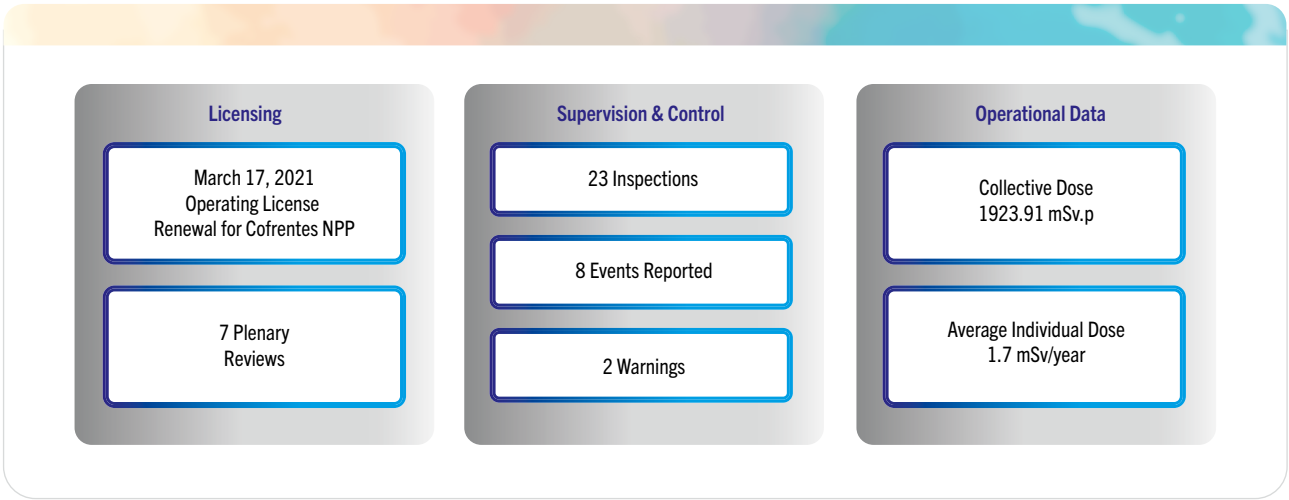 Licensing
March 17, 2021
Operating License
Renewal for Cofrentes NPP
7 Plenary
Reviews
Supervision & Control
23 Inspections
8 Events Reported
2 Warnings
Operational Data
Collective Dose
1923.91 mSv.p
Average Individual Dose
1.7 mSv/year